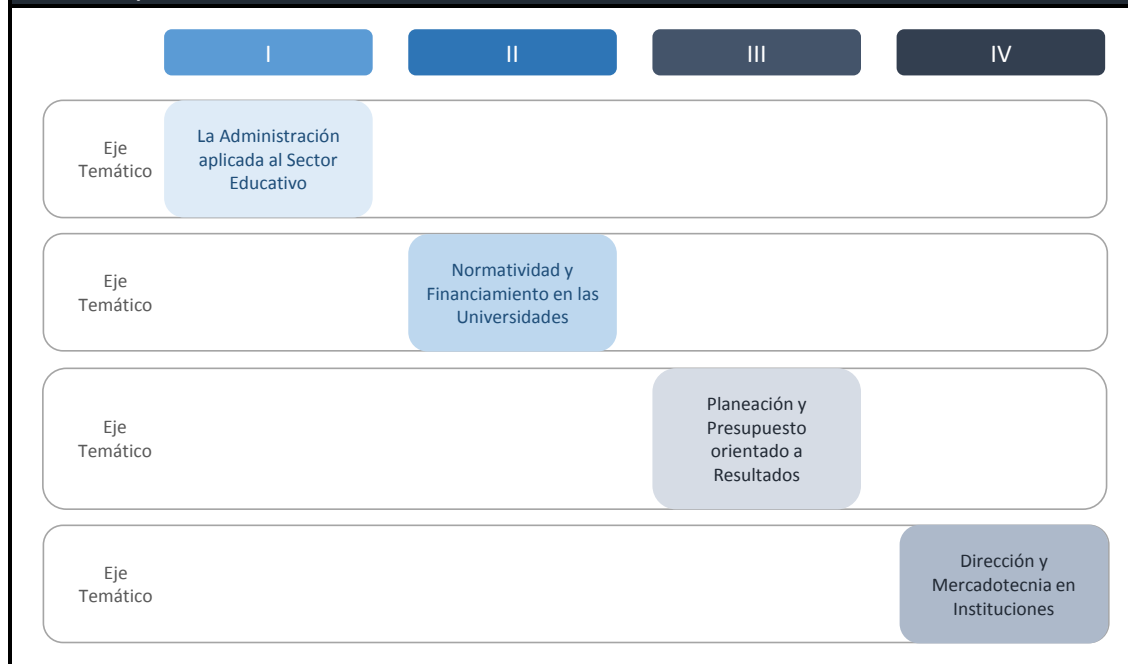 I
II
III
IV
Eje
Temático
La Administración
aplicada al Sector
Educativo
Eje
Temático
Normatividad y
Financiamiento en las
Universidades
Eje
Temático
Planeación y
Presupuesto
orientado a
Resultados
Eje
Temático
Dirección y
Mercadotecnia en
Instituciones